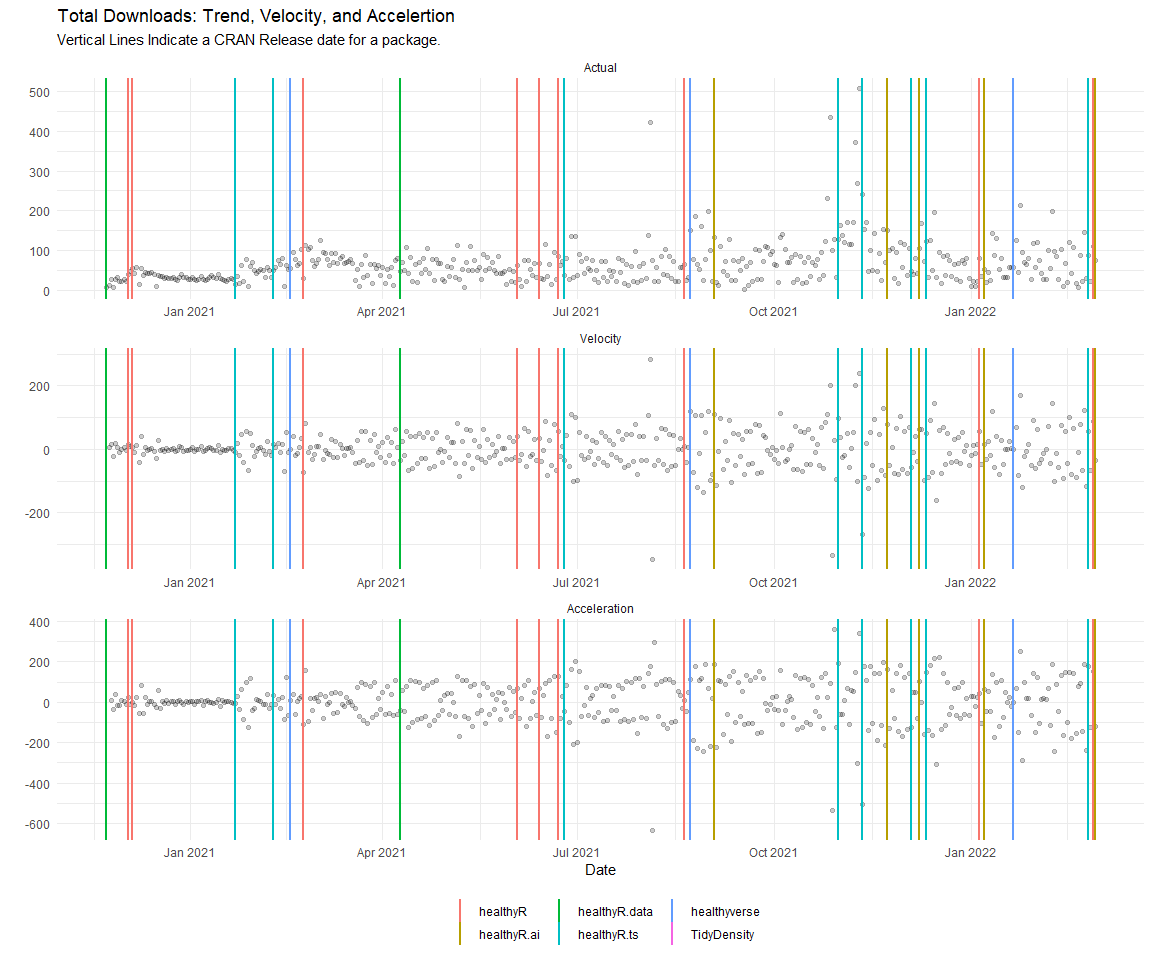 Total Downloads: Trend, Velocity, and Accelertion
Vertical Lines Indicate a CRAN Release date for a package.
Actual
500
400
300
200
100
0
Jan 2021 Apr 2021 Jul 2021 Oct 2021 Jan 2022
Velocity
200
0
-200
Jan 2021 Apr 2021 Jul 2021 Oct 2021 Jan 2022
Acceleration
400
200
0
-200
-400
-600
Jan 2021 Apr 2021 Jul 2021 Oct 2021 Jan 2022
Date
healthyR healthyR.data healthyverse
healthyR.ai healthyR.ts TidyDensity